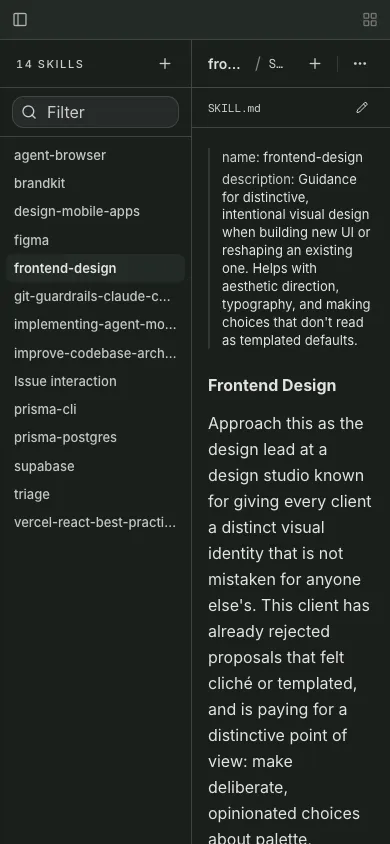 14 SKILLS
Filter
agent-browser
brandkit
design-mobile-apps
figma
frontend-design
git-guardrails-claude-c...
implementing-agent-mo...
improve-codebase-arch...
Issue interaction
prisma-cli
prisma-postgres
supabase
triage
vercel-react-best-practi...
fro... / S...
SKILL.md
name: frontend-design
description: Guidance
for distinctive,
intentional visual design
when building new UI or
reshaping an existing
one. Helps with
aesthetic direction,
typography, and making
choices that don't read
as templated defaults.
Frontend Design
Approach this as the
design lead at a
design studio known
for giving every client
a distinct visual
identity that is not
mistaken for anyone
else's. This client has
already rejected
proposals that felt
cliché or templated,
and is paying for a
distinctive point of
view: make
deliberate,
opinionated choices
about palette,